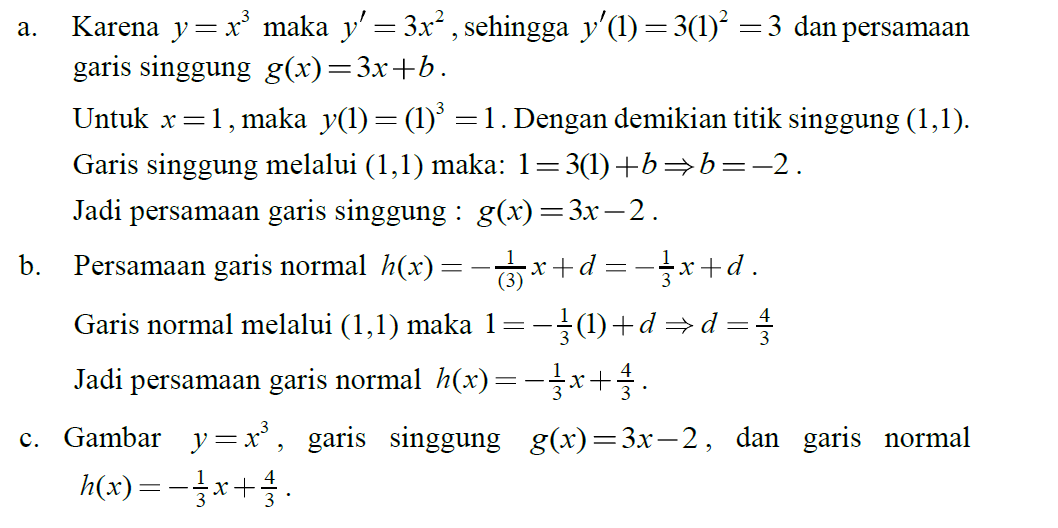 a. Karena y = x³ maka y′ = 3x², sehingga y′(1) = 3(1)² = 3 dan persamaan
garis singgung g(x) = 3x + b.
Untuk x = 1, maka y(1) = (1)³ = 1. Dengan demikian titik singgung (1,1).
Garis singgung melalui (1,1) maka: 1 = 3(1) + b ⇒ b = −2.
Jadi persamaan garis singgung : g(x) = 3x − 2.
b. Persamaan garis normal h(x) = −1/(3) x + d = −1/3 x + d.
Garis normal melalui (1,1) maka 1 = −1/3 (1) + d ⇒ d = 4/3
Jadi persamaan garis normal h(x) = −1/3 x + 4/3.
c. Gambar y = x³, garis singgung g(x) = 3x − 2, dan garis normal
h(x) = −1/3 x + 4/3.